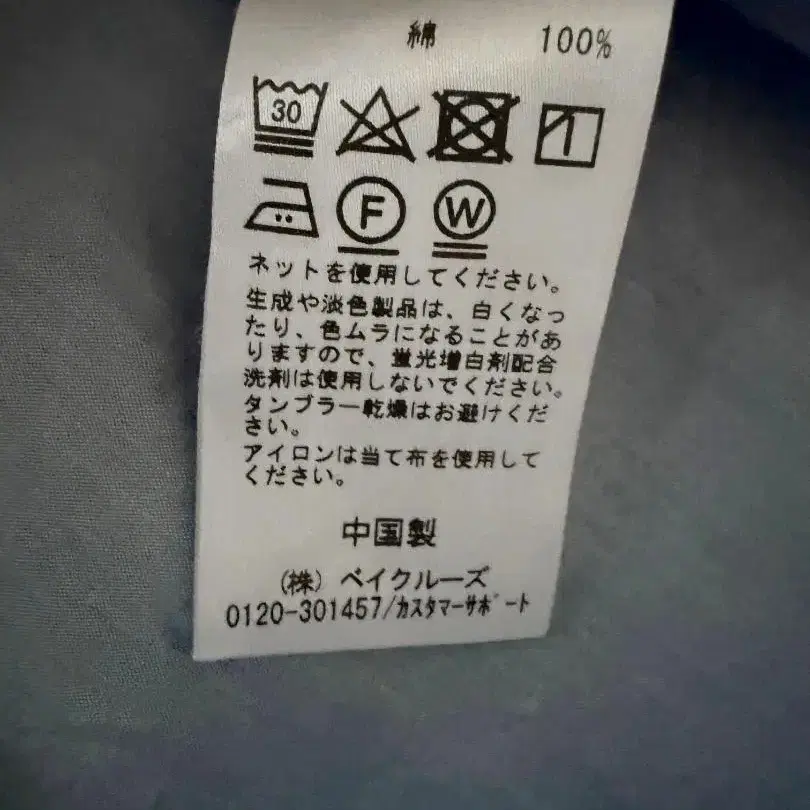 綿 100%
30
F W
ネットを使用してください。
生成や淡色製品は、白くなっ
たり、色ムラになることがあ
りますので、蛍光増白剤配合
洗剤は使用しないでください。
タンブラー乾燥はお避けくだ
さい。
アイロンは当て布を使用して
ください。
中国製
(株) ベイクルーズ
0120-301457/カスタマーサポート